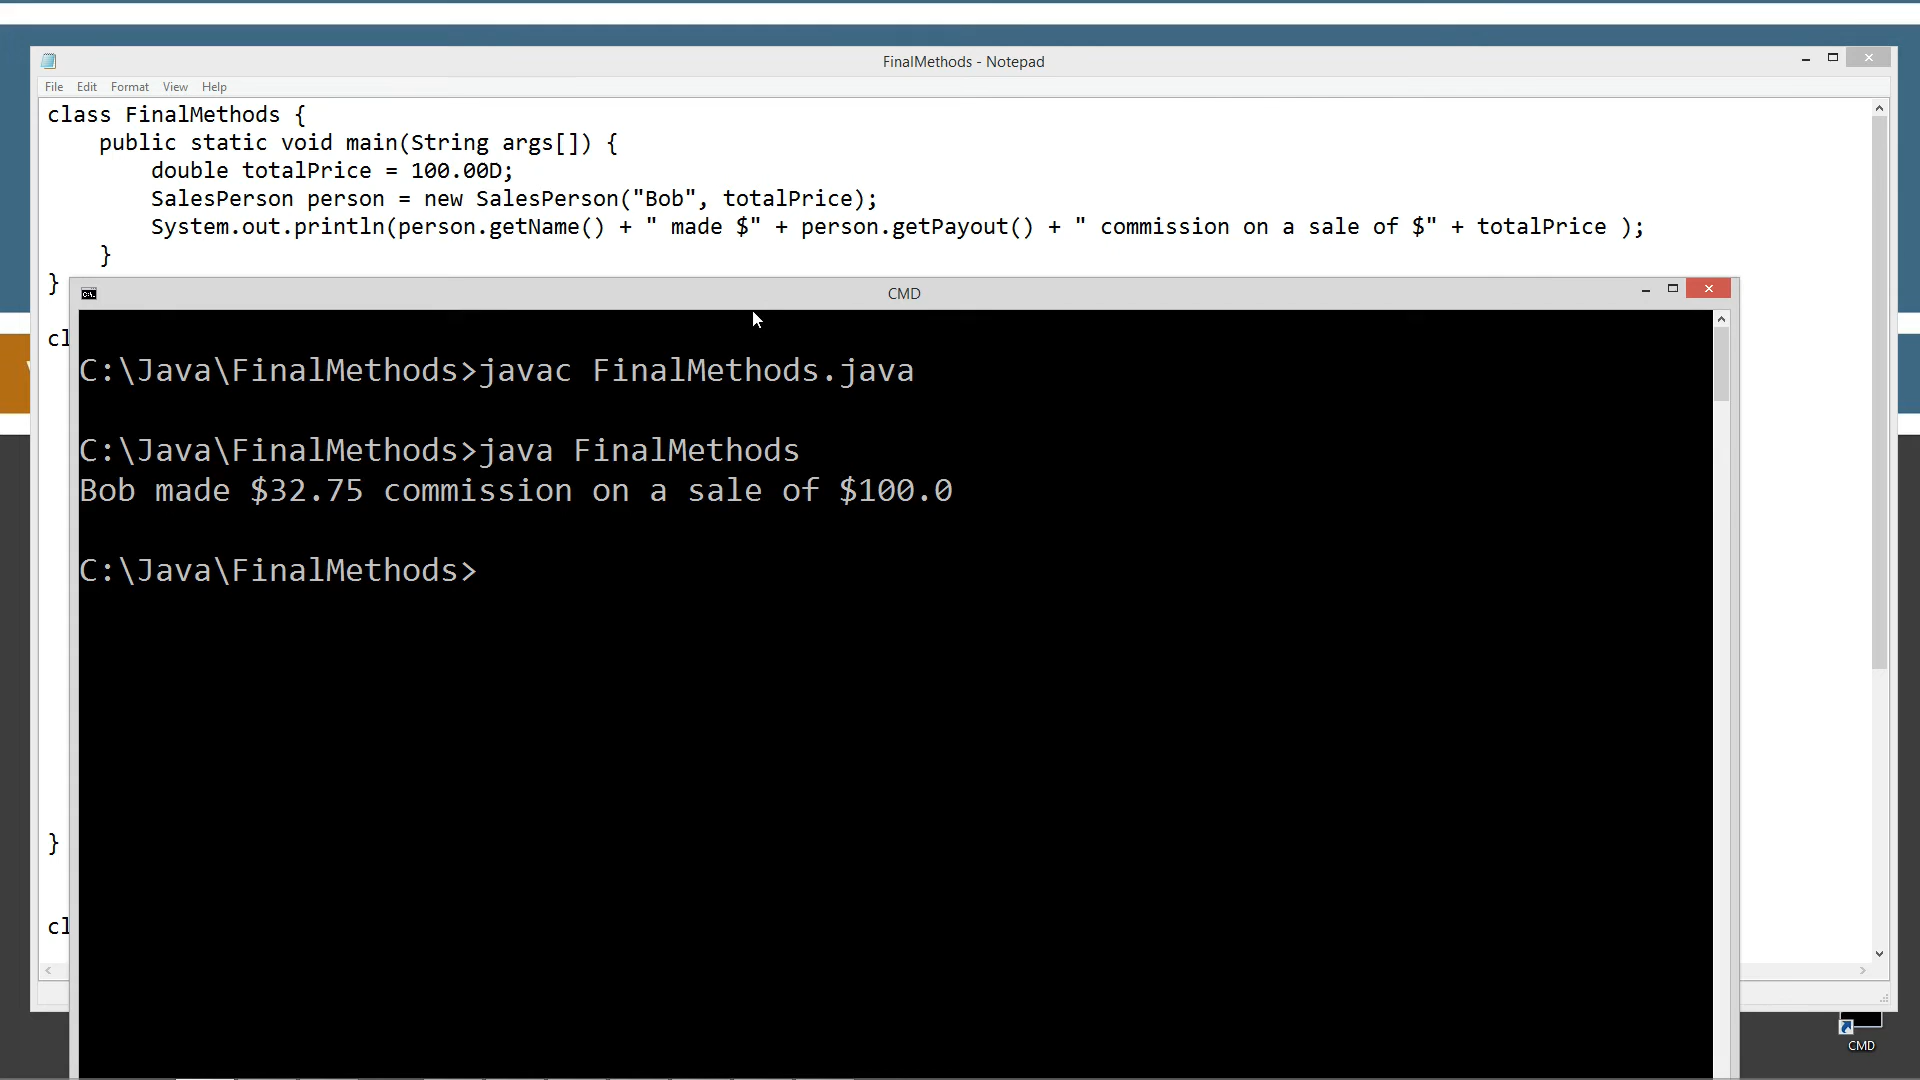 FinalMethods - Notepad
File Edit Format View Help
class FinalMethods {
    public static void main(String args[]) {
        double totalPrice = 100.00D;
        SalesPerson person = new SalesPerson("Bob", totalPrice);
        System.out.println(person.getName() + " made $" + person.getPayout() + " commission on a sale of $" + totalPrice );
    }
}
cl
}
cl
CMD
C:\Java\FinalMethods>javac FinalMethods.java
C:\Java\FinalMethods>java FinalMethods
Bob made $32.75 commission on a sale of $100.0
C:\Java\FinalMethods>
CMD